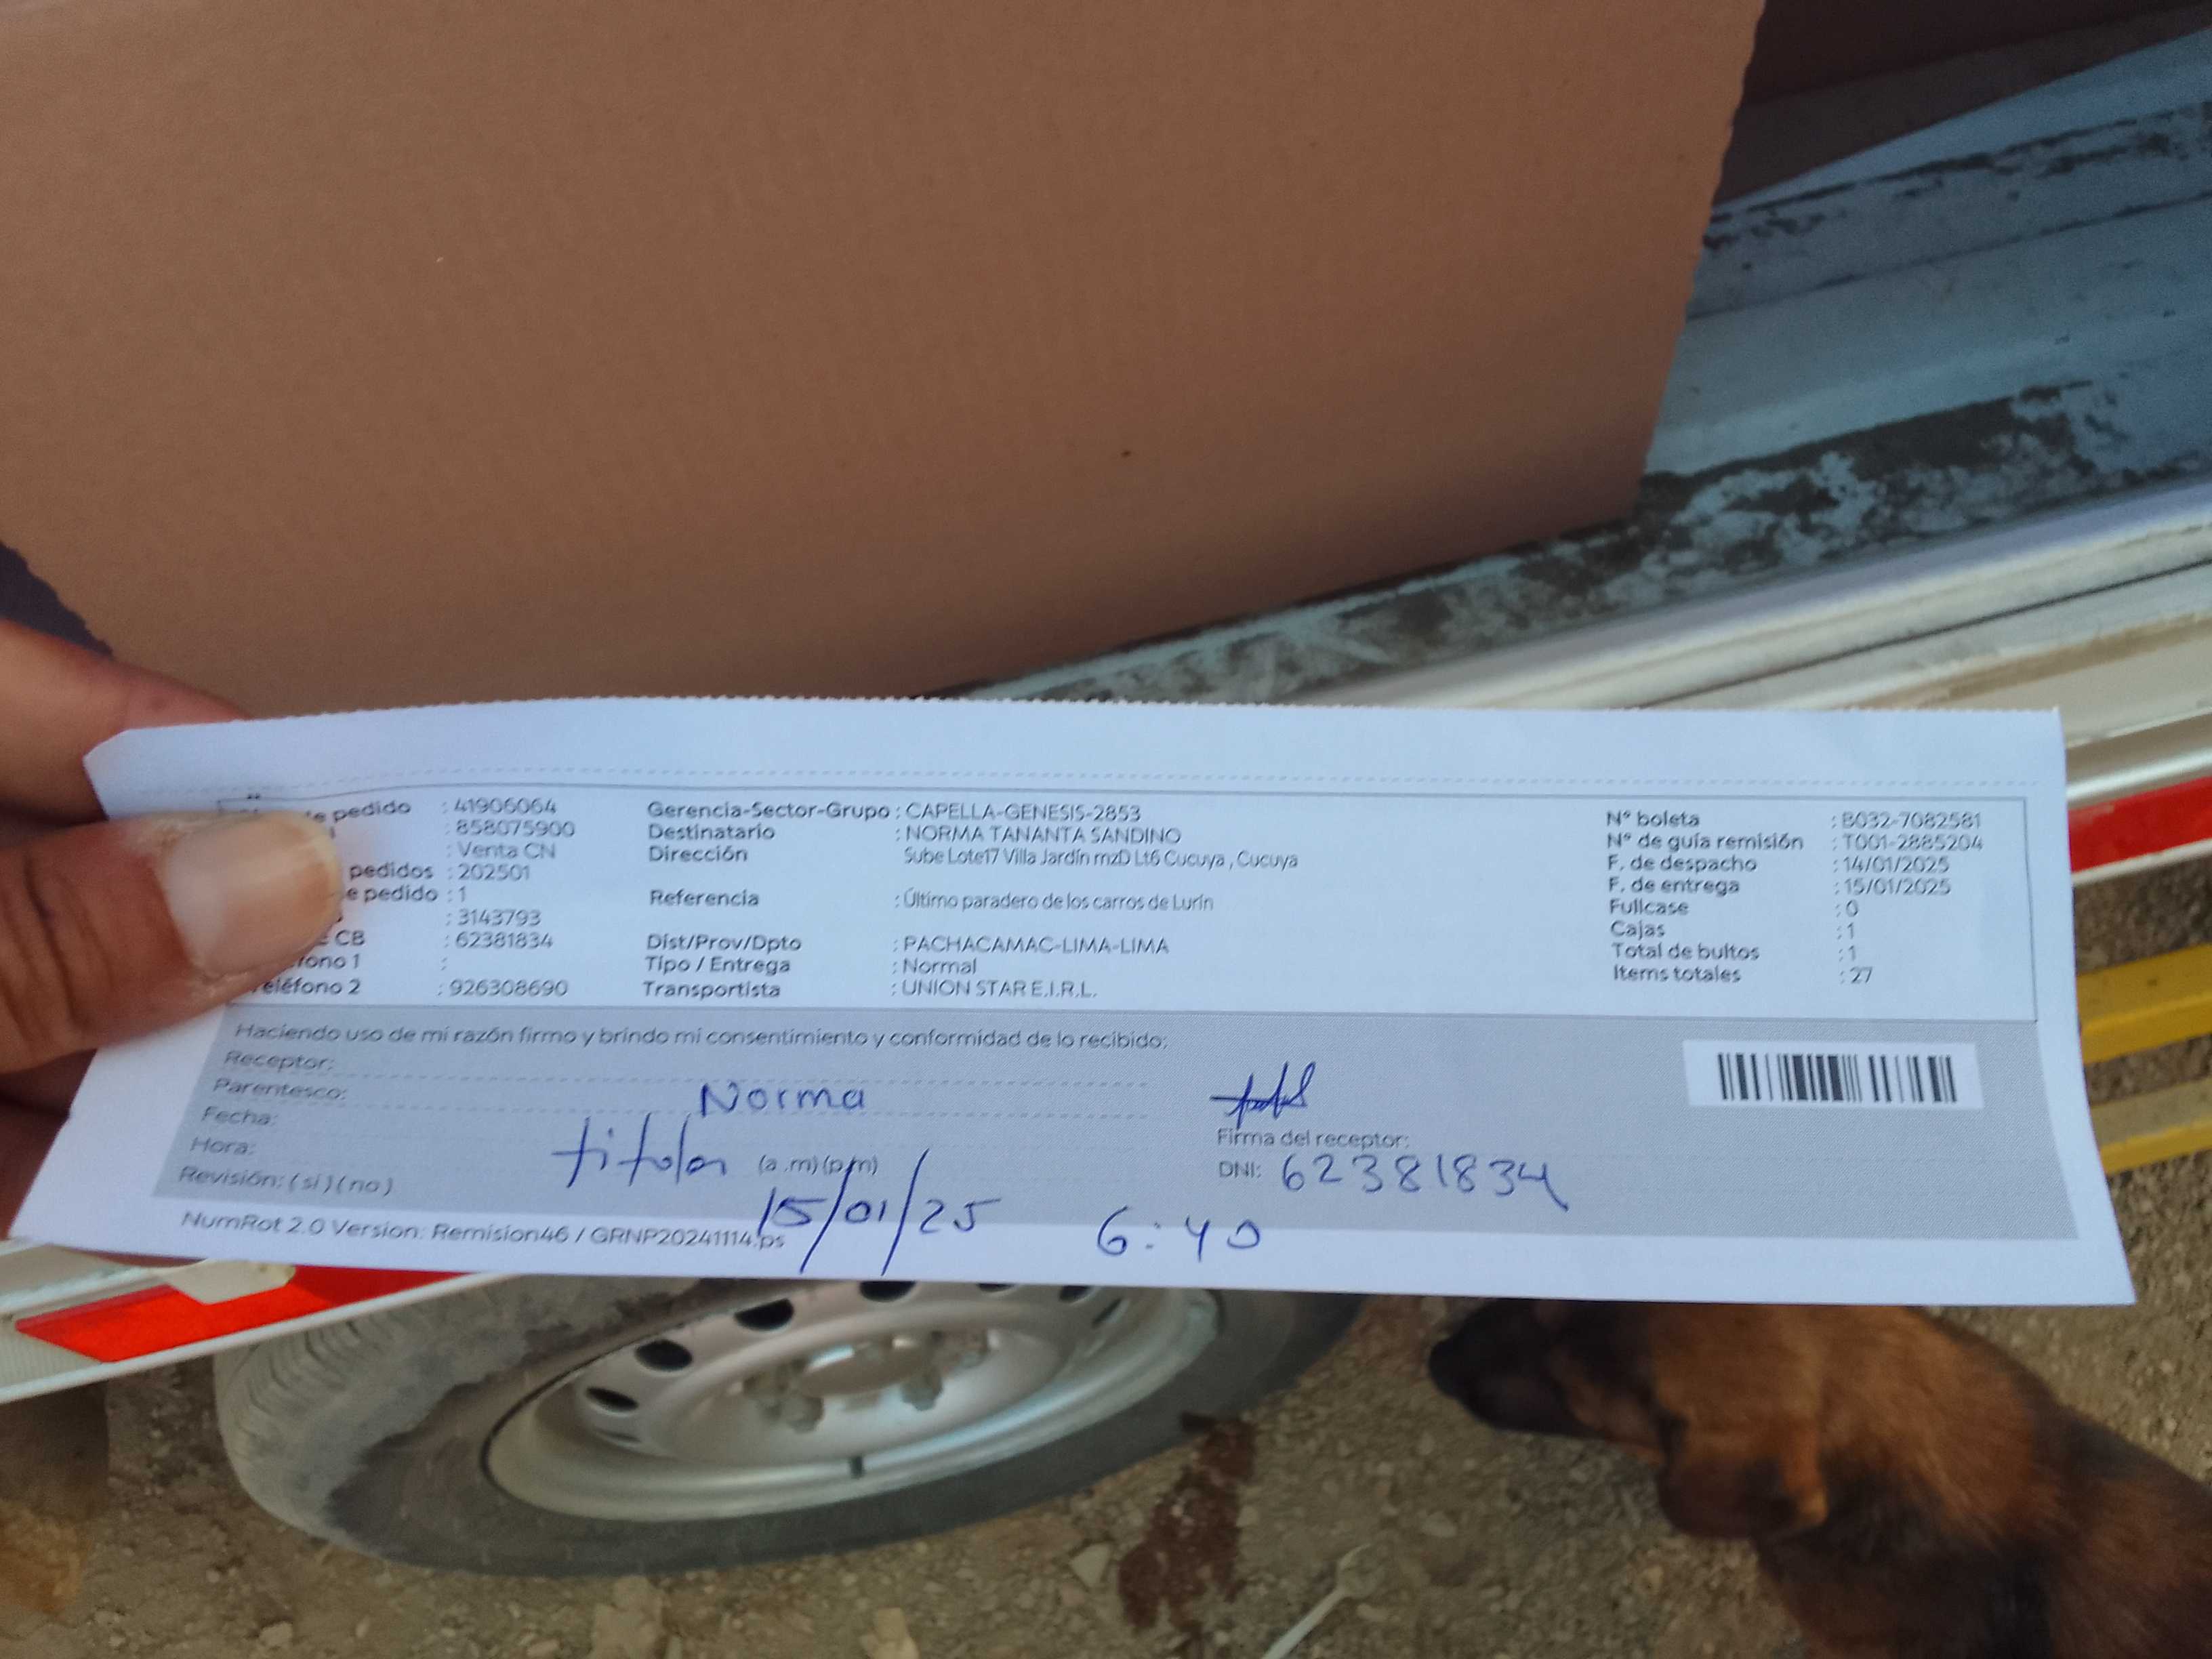 pedido : 41906064
: 858075900
: Venta CN
pedidos : 202501
e pedido : 1
: 3143793
CB : 62381834
fono 1 :
Teléfono 2 : 926308690
Gerencia-Sector-Grupo : CAPELLA-GENESIS-2853
Destinatario : NORMA TANANTA SANDINO
Dirección Sube Lote17 Villa Jardín mzD Lt6 Cucuya , Cucuya
Referencia : Último paradero de los carros de Lurín
Dist/Prov/Dpto : PACHACAMAC-LIMA-LIMA
Tipo / Entrega : Normal
Transportista : UNION STAR E.I.R.L.
N° boleta : B032-7082581
N° de guía remisión : T001-2885204
F. de despacho : 14/01/2025
F. de entrega : 15/01/2025
Fullcase : 0
Cajas : 1
Total de bultos : 1
Items totales : 27
Haciendo uso de mi razón firmo y brindo mi consentimiento y conformidad de lo recibido:
Receptor:
Parentesco: Norma
Fecha:
Hora: titular (a .m) (p.m)
Revisión: ( si ) ( no ) 15/01/25 6:40
Firma del receptor:
DNI: 62381834
NumRot 2.0 Version: Remision46 / GRNP20241114.ps